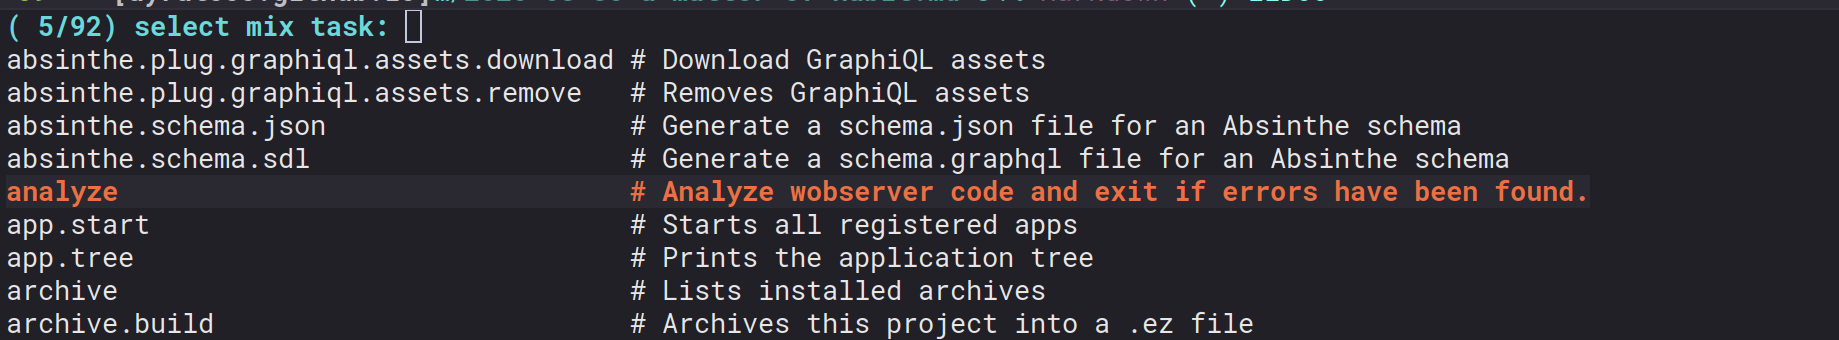 ( 5/92) select mix task:
absinthe.plug.graphiql.assets.download # Download GraphiQL assets
absinthe.plug.graphiql.assets.remove   # Removes GraphiQL assets
absinthe.schema.json                   # Generate a schema.json file for an Absinthe schema
absinthe.schema.sdl                    # Generate a schema.graphql file for an Absinthe schema
analyze                                # Analyze wobserver code and exit if errors have been found.
app.start                              # Starts all registered apps
app.tree                               # Prints the application tree
archive                                # Lists installed archives
archive.build                          # Archives this project into a .ez file